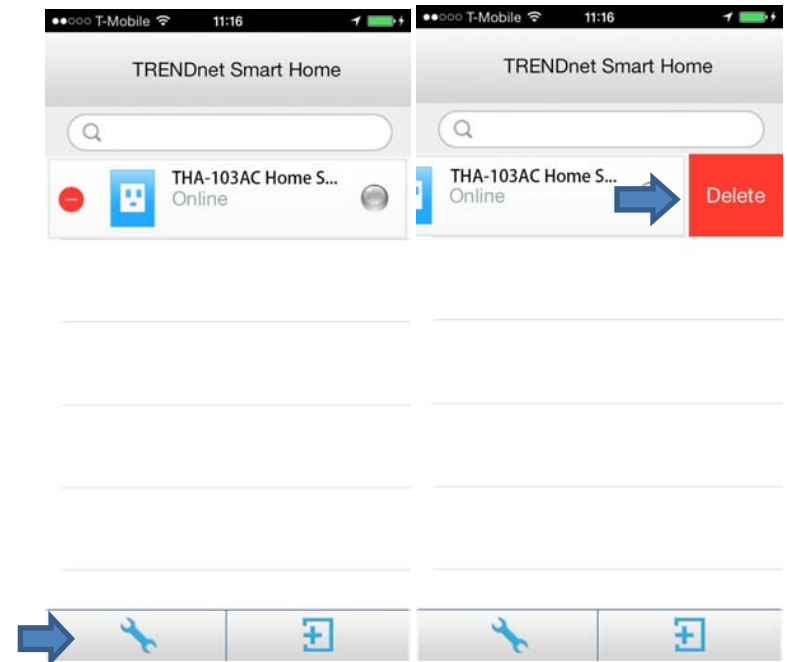 T-Mobile 11:16
TRENDnet Smart Home
THA-103AC Home S...
Online
T-Mobile 11:16
TRENDnet Smart Home
THA-103AC Home S...
Online
Delete